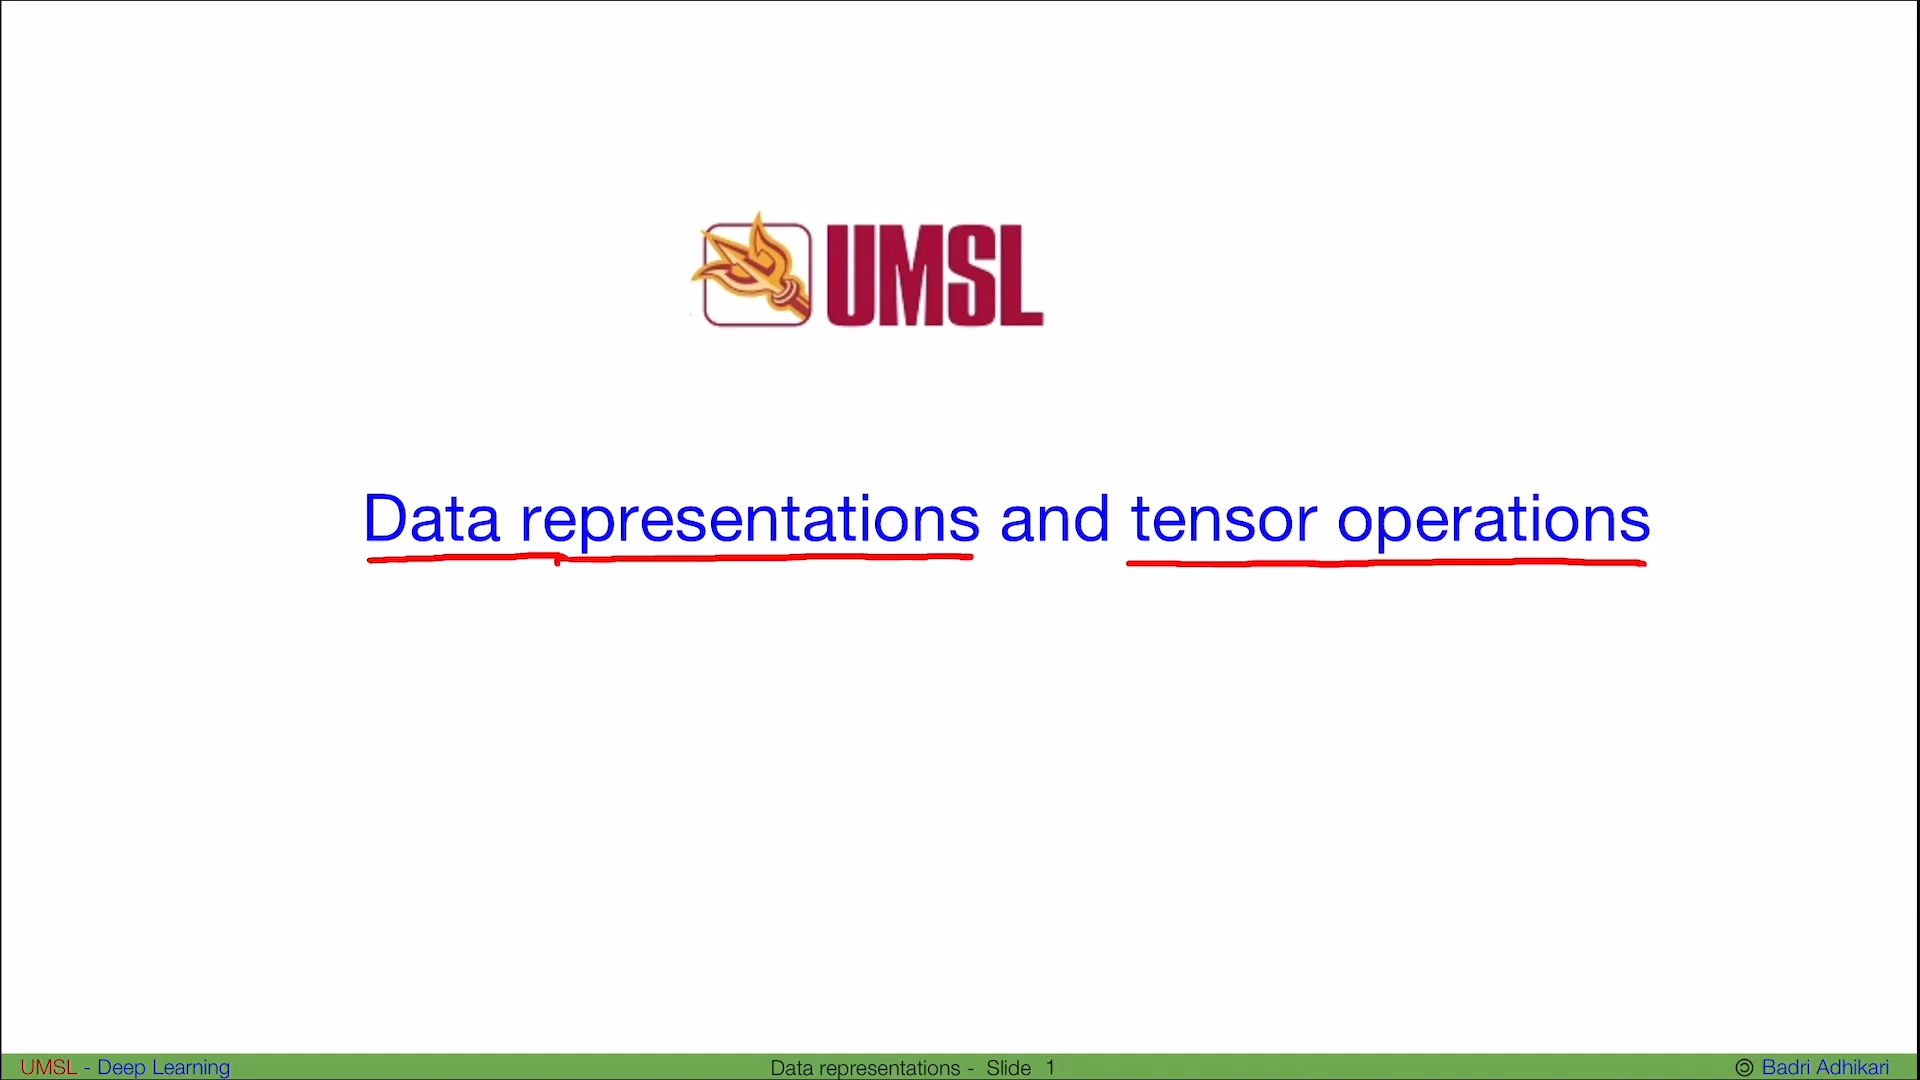 UMSL
Data representations and tensor operations
UMSL - Deep Learning
Data representations - Slide 1
© Badri Adhikari